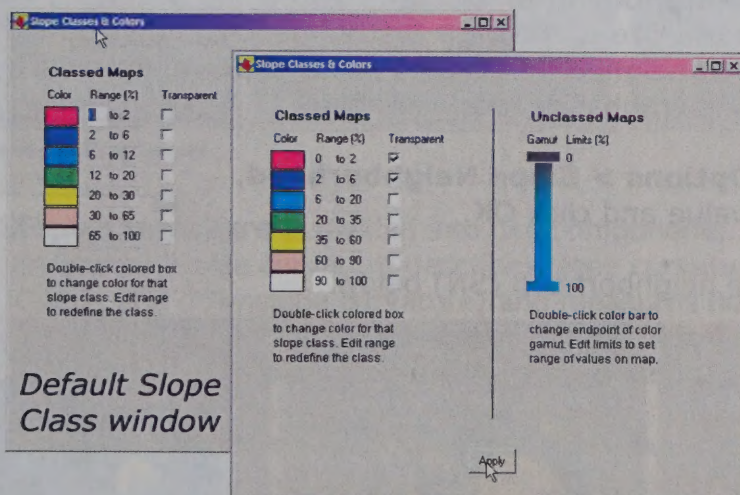 Slope Classes & Colors
Classed Maps
Color Range (%) Transparent
to 2
2 to 6
6 to 12
12 to 20
20 to 30
30 to 65
65 to 100
Double-click colored box
to change color for that
slope class. Edit range
to redefine the class.
Default Slope
Class window
Slope Classes & Colors
Classed Maps
Color Range (%) Transparent
0 to 2
2 to 6
6 to 20
20 to 35
35 to 60
60 to 90
90 to 100
Double-click colored box
to change color for that
slope class. Edit range
to redefine the class.
Unclassed Maps
Gamut Limits (%)
0
100
Double-click color bar to
change endpoint of color
gamut. Edit limits to set
range of values on map.
Apply